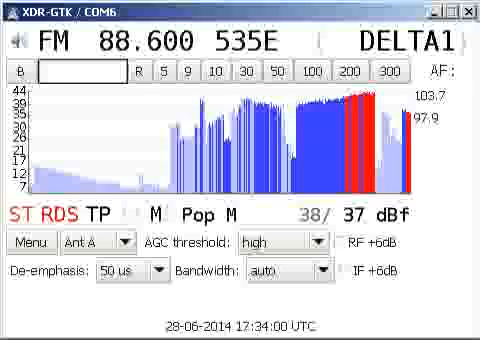 XDR-GTK / COM6
FM 88.600 535E ( DELTA1 )
B R 5 9 10 30 50 100 200 300 AF:
44
39
35
30
26
21
17
12
7
103.7
97.9
ST RDS TP M Pop M 38/ 37 dBf
Menu Ant A AGC threshold: high RF +6dB
De-emphasis: 50 us Bandwidth: auto IF +6dB
28-06-2014 17:34:00 UTC